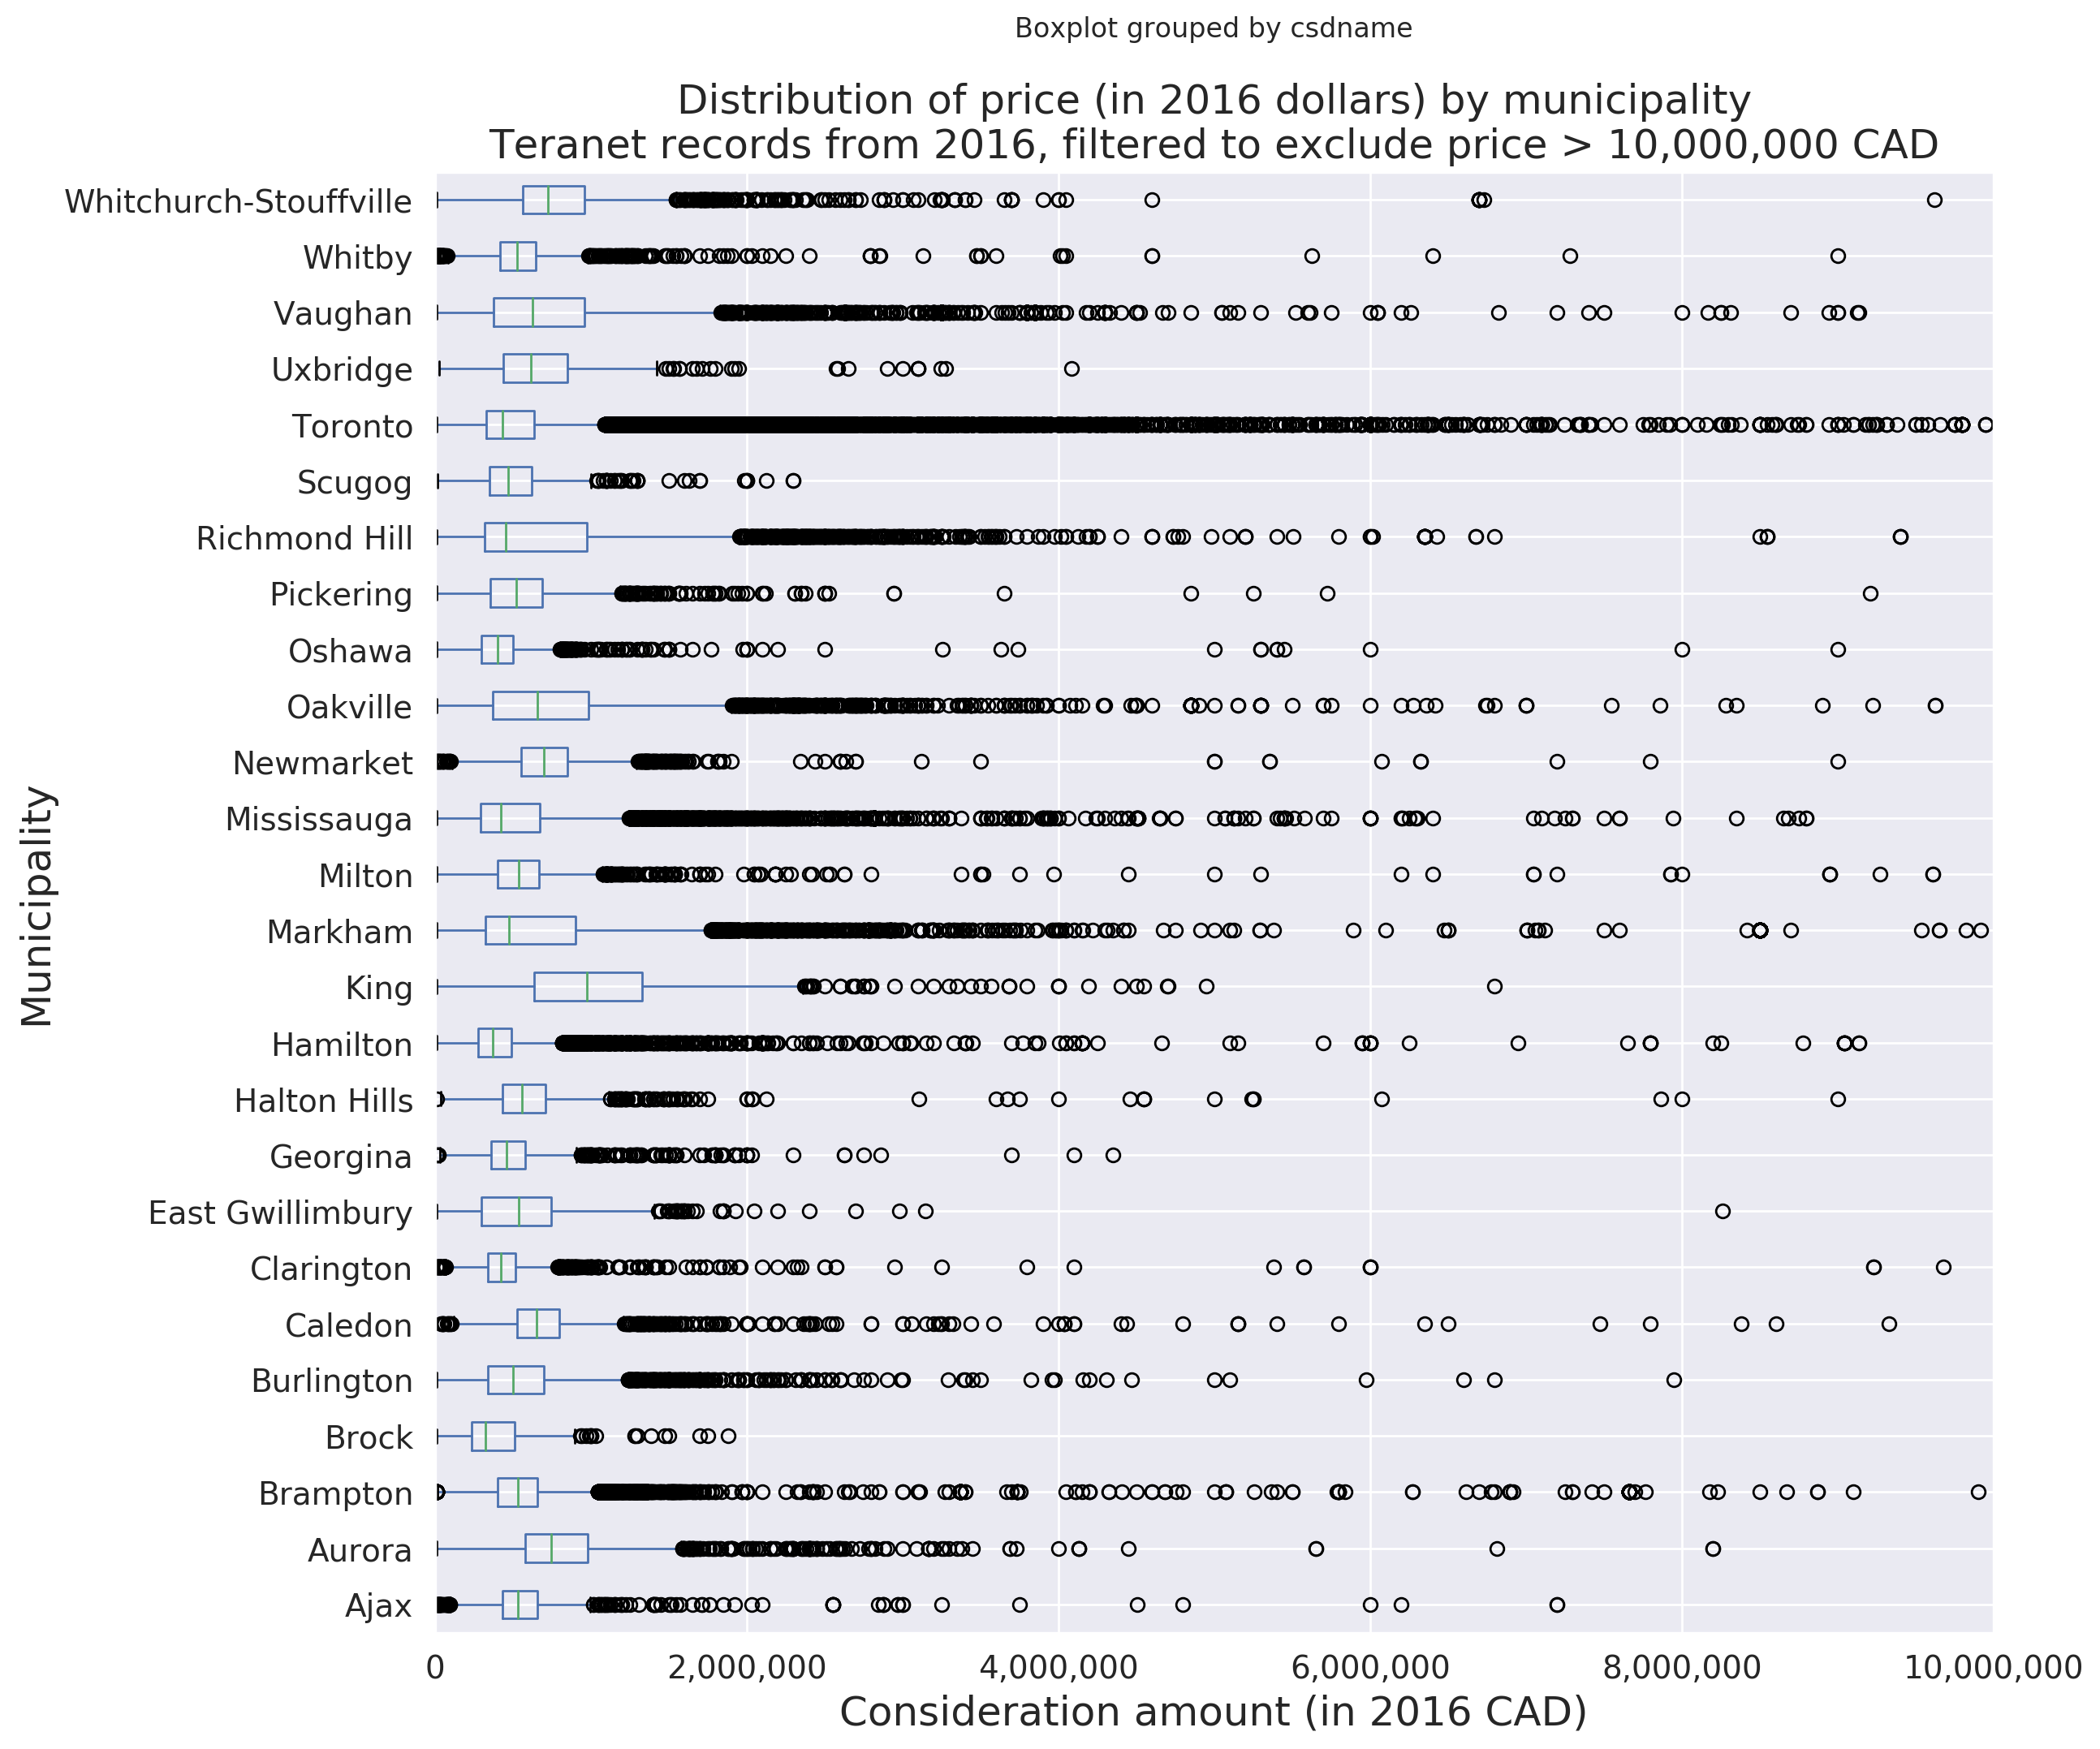 Boxplot grouped by csdname
Distribution of price (in 2016 dollars) by municipality
Teranet records from 2016, filtered to exclude price > 10,000,000 CAD
Whitchurch-Stouffville
Whitby
Vaughan
Uxbridge
Toronto
Scugog
Richmond Hill
Pickering
Oshawa
Oakville
Newmarket
Mississauga
Milton
Markham
King
Hamilton
Halton Hills
Georgina
East Gwillimbury
Clarington
Caledon
Burlington
Brock
Brampton
Aurora
Ajax
Municipality
0 2,000,000 4,000,000 6,000,000 8,000,000 10,000,000
Consideration amount (in 2016 CAD)